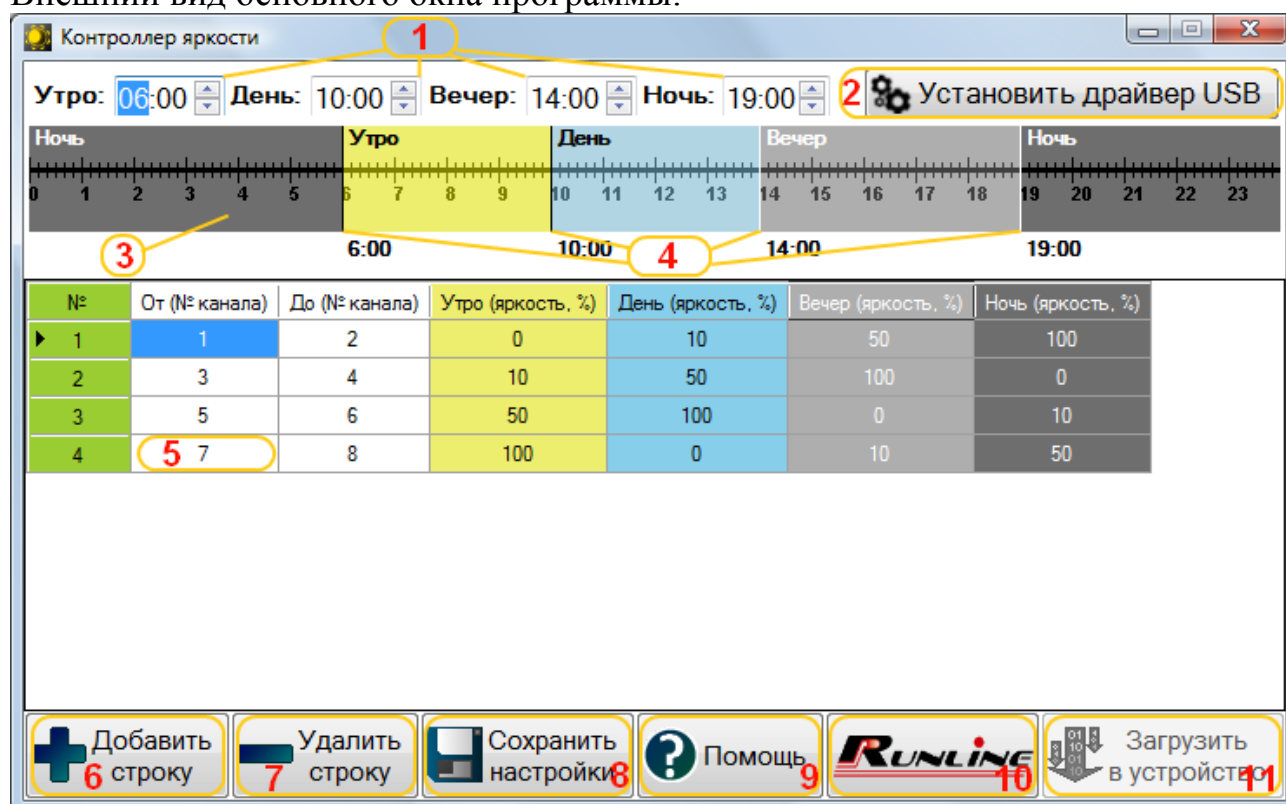 Внешний вид основного окна программы:
Контроллер яркости
1
Утро: 06:00 День: 10:00 Вечер: 14:00 Ночь: 19:00 2 Установить драйвер USB
Ночь Утро День Вечер Ночь
0 1 2 3 4 5 6 7 8 9 10 11 12 13 14 15 16 17 18 19 20 21 22 23
3 6:00 10:00 4 14:00 19:00
№ От (№ канала) До (№ канала) Утро (яркость, %) День (яркость, %) Вечер (яркость, %) Ночь (яркость, %)
1 1 2 0 10 50 100
2 3 4 10 50 100 0
3 5 6 50 100 0 10
4 5 7 8 100 0 10 50
Добавить Удалить Сохранить Помощь RUNLINE Загрузить
6 строку 7 строку настройки 8 9 10 в устройство 11